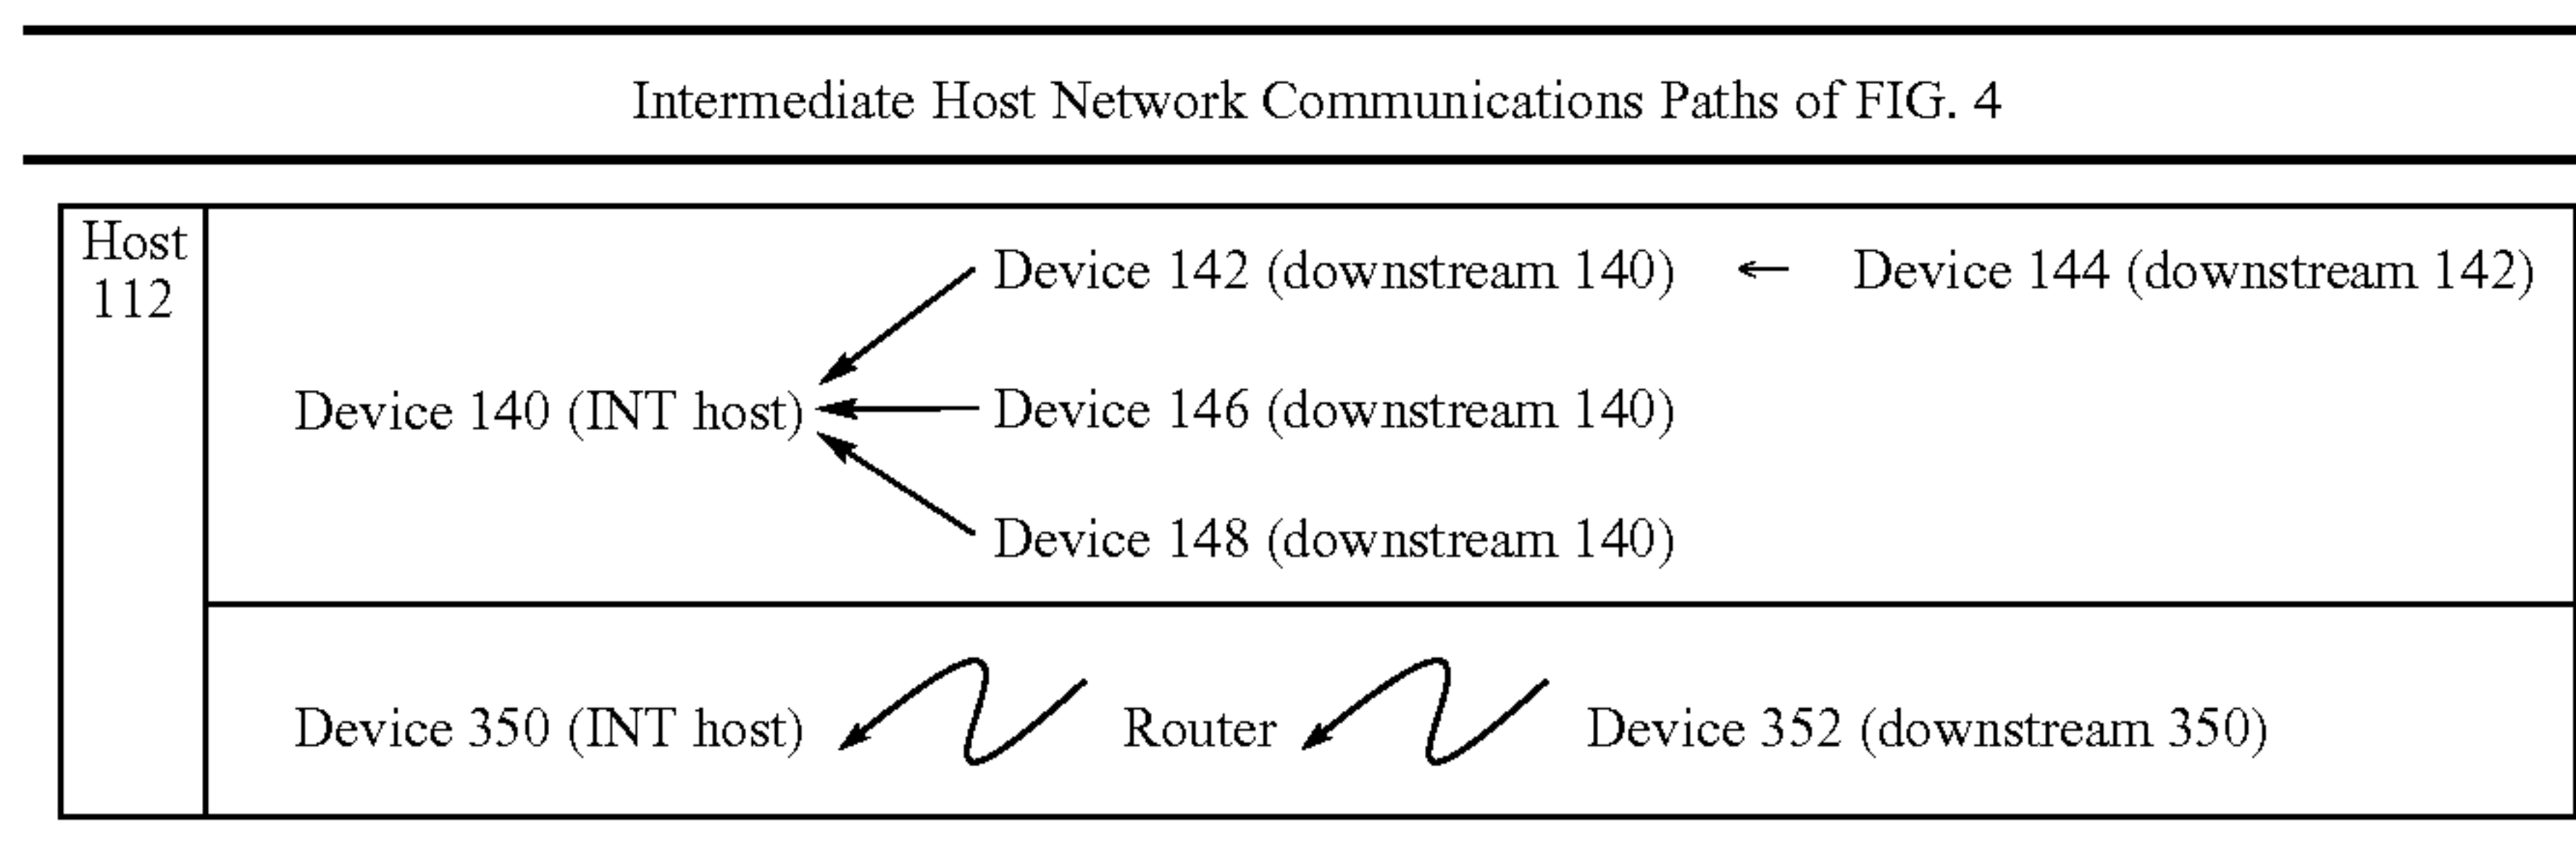 Intermediate Host Network Communications Paths of FIG. 4
Host
112
Device 142 (downstream 140) ← Device 144 (downstream 142)
Device 140 (INT host)
Device 146 (downstream 140)
Device 148 (downstream 140)
Device 350 (INT host)
Router
Device 352 (downstream 350)